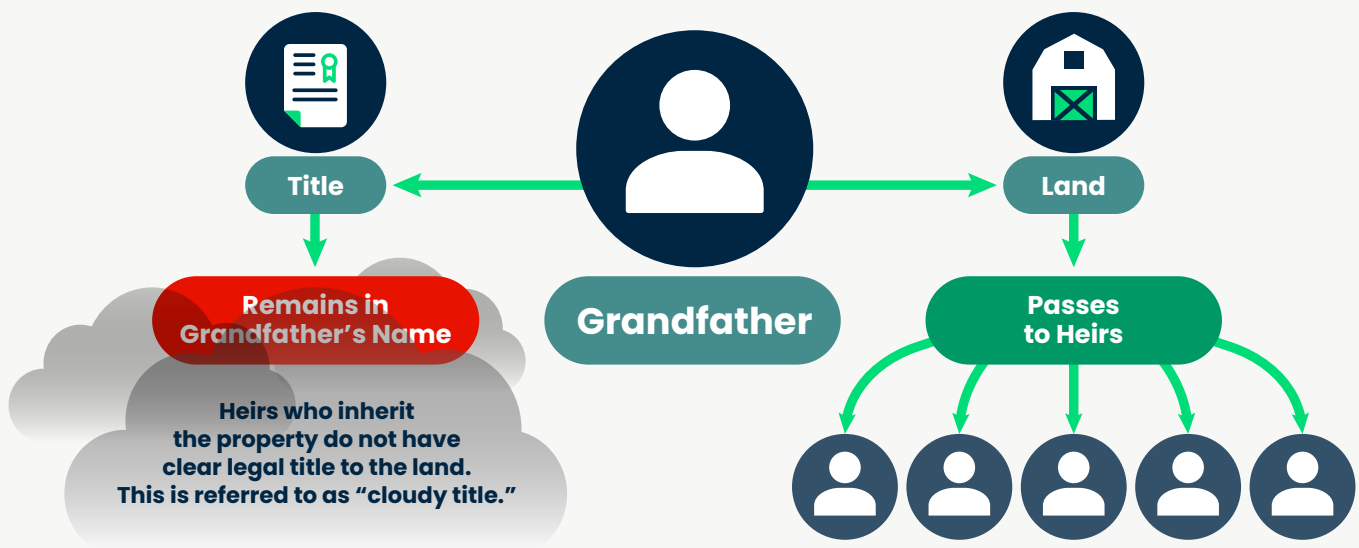 Title
Land
Grandfather
Remains in
Grandfather’s Name
Passes
to Heirs
Heirs who inherit
the property do not have
clear legal title to the land.
This is referred to as “cloudy title.”